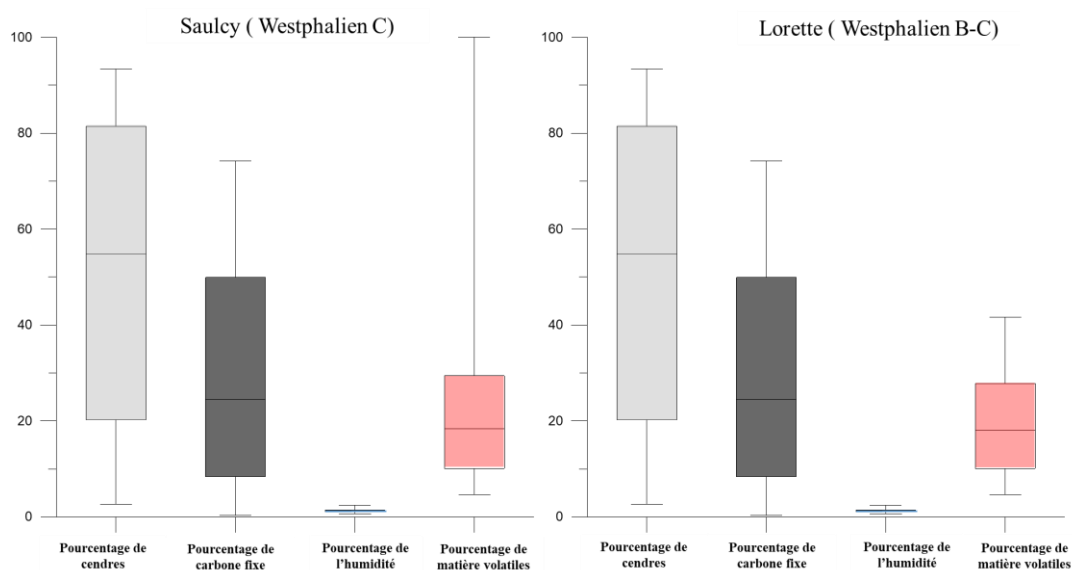 Saulcy ( Westphalien C)
100
80
60
40
20
0
Pourcentage de
cendres
Pourcentage de
carbone fixe
Pourcentage de
l’humidité
Pourcentage de
matière volatiles
Lorette ( Westphalien B-C)
100
80
60
40
20
0
Pourcentage de
cendres
Pourcentage de
carbone fixe
Pourcentage de
l’humidité
Pourcentage de
matière volatiles